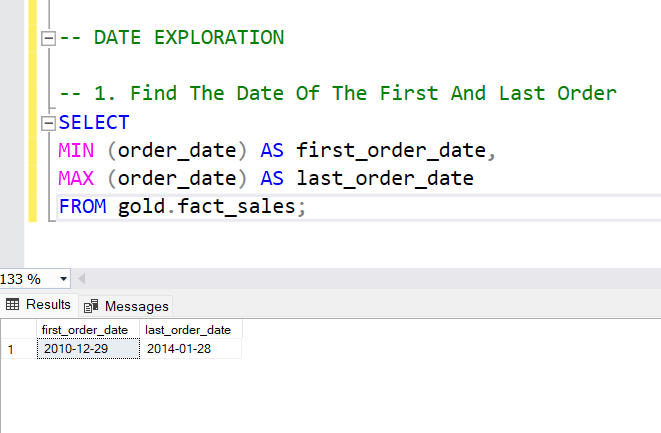 -- DATE EXPLORATION
-- 1. Find The Date Of The First And Last Order
SELECT
MIN (order_date) AS first_order_date,
MAX (order_date) AS last_order_date
FROM gold.fact_sales;
133 %
Results Messages
first_order_date last_order_date
1 2010-12-29 2014-01-28